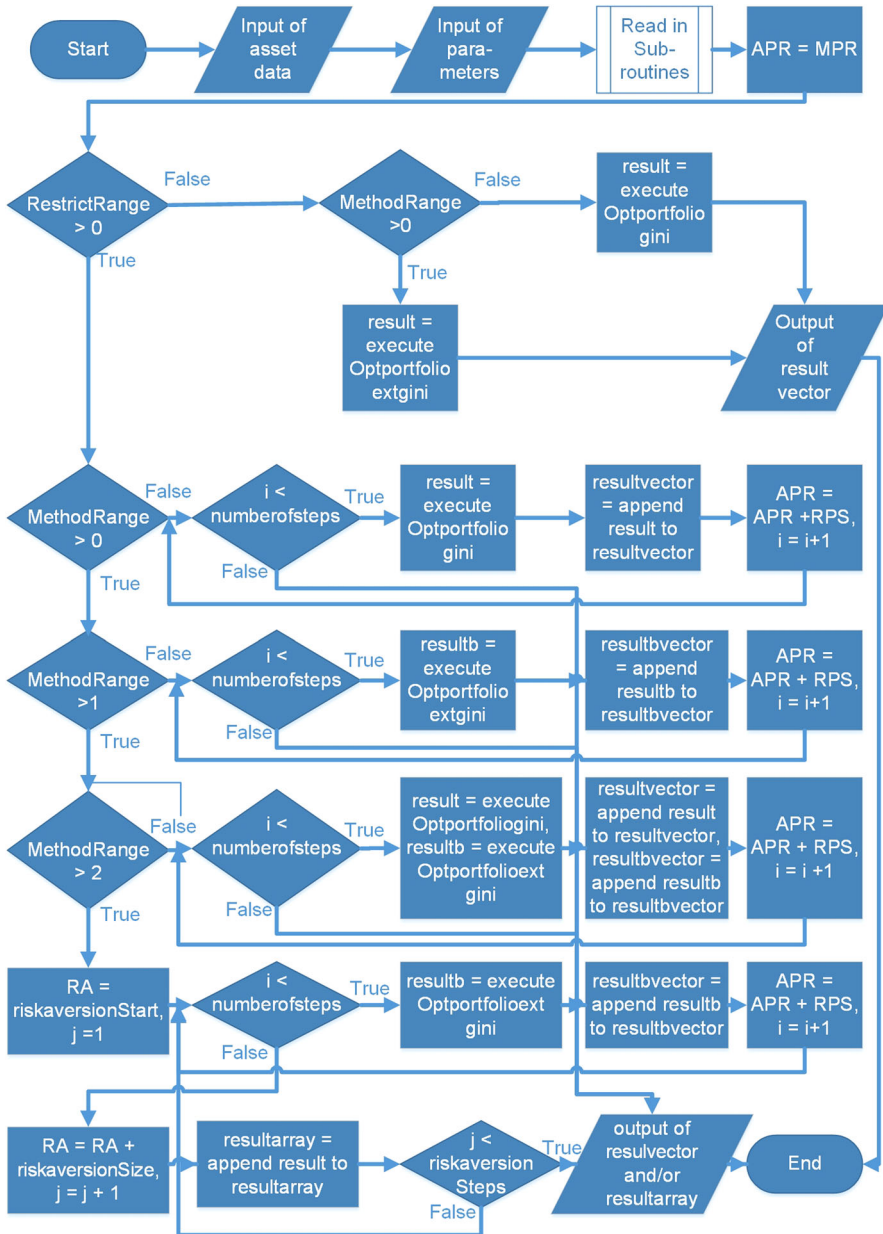 Start
Input of
asset
data
Input of
para-
meters
Read in
Sub-
routines
APR = MPR
RestrictRange
> 0
False
True
MethodRange
>0
False
True
result =
execute
Optportfolio
gini
result =
execute
Optportfolio
extgini
Output
of
result
vector
MethodRange
> 0
False
True
i <
numberofsteps
True
False
result =
execute
Optportfolio
gini
resultvector
= append
result to
resultvector
APR =
APR +RPS,
i = i+1
MethodRange
>1
False
True
i <
numberofsteps
True
False
resultb =
execute
Optportfolio
extgini
resultbvector
= append
resultb to
resultbvector
APR =
APR + RPS,
i = i+1
MethodRange
> 2
False
True
i <
numberofsteps
True
False
result = execute
Optportfoliogini,
resultb = execute
Optportfolioext
gini
resultvector =
append result
to resultvector,
resultbvector =
append resultb
to resultbvector
APR =
APR + RPS,
i = i +1
RA =
riskaversionStart,
j =1
i <
numberofsteps
True
False
resultb = execute
Optportfolioext
gini
resultbvector =
append resultb
to resultbvector
APR =
APR + RPS,
i = i+1
RA = RA +
riskaversionSize,
j = j + 1
resultarray =
append result to
resultarray
j <
riskaversion
Steps
True
False
output of
resulvector
and/or
resultarray
End